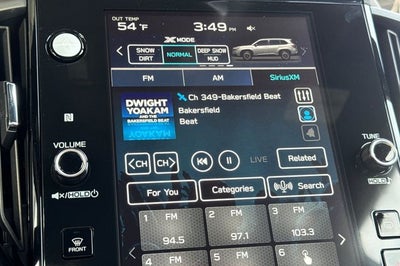 OUT TEMP
54 °F
3:49 PM
X MODE
SNOW
DIRT
NORMAL
DEEP SNOW
MUD
FM
AM
SiriusXM
DWIGHT
YOAKAM
AND THE
BAKERSFIELD BEAT
Ch 349-Bakersfield Beat
Bakersfield
Beat
VOLUME
HOLD
TUNE
HOLD
<CH
CH>
LIVE
Related
For You
Categories
Search
1 FM
94.5
2 FM
97.1
3 FM
103.3
FRONT
4 FM
5 FM
6